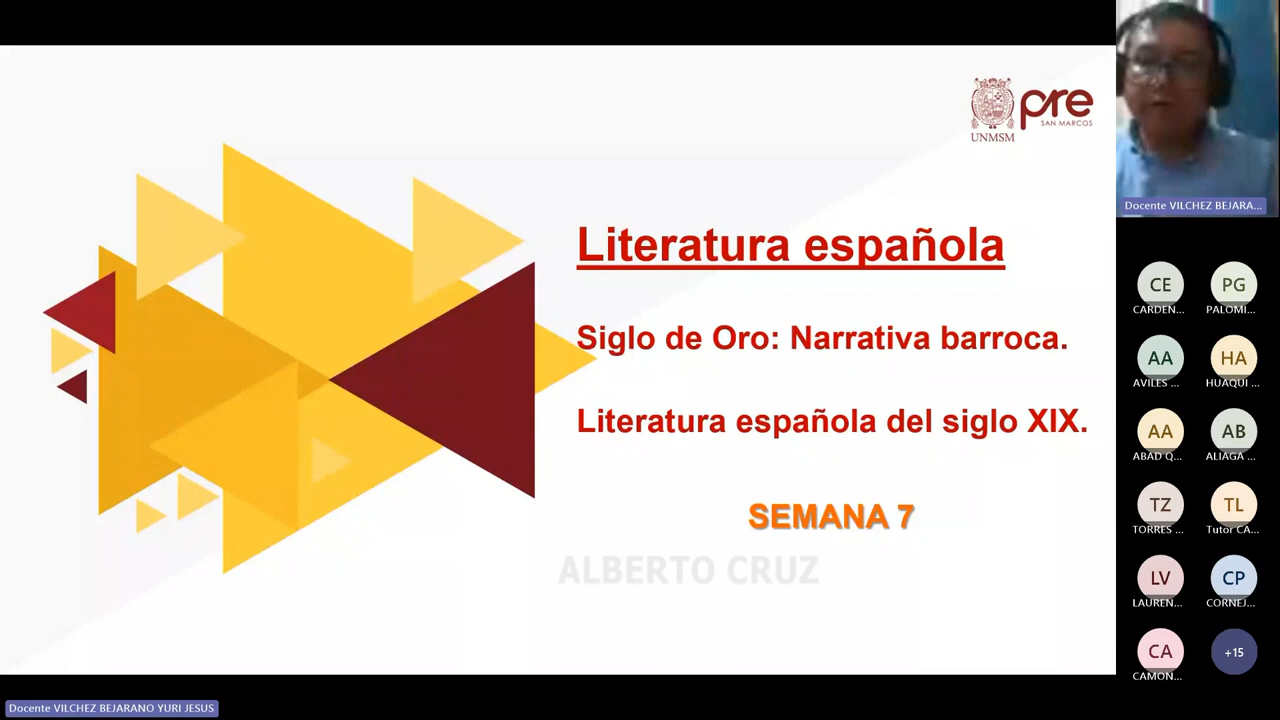 UNMSM
pre
SAN MARCOS
Literatura española
Siglo de Oro: Narrativa barroca.
Literatura española del siglo XIX.
SEMANA 7
ALBERTO CRUZ
Docente VILCHEZ BEJARANO YURI JESUS
Docente VILCHEZ BEJARA...
CE
PG
CARDEN...
PALOMI...
AA
HA
AVILES ...
HUAQUI ...
AA
AB
ABAD Q...
ALIAGA ...
TZ
TL
TORRES ...
Tutor CA...
LV
CP
LAUREN...
CORNEJ...
CA
+15
CAMON...